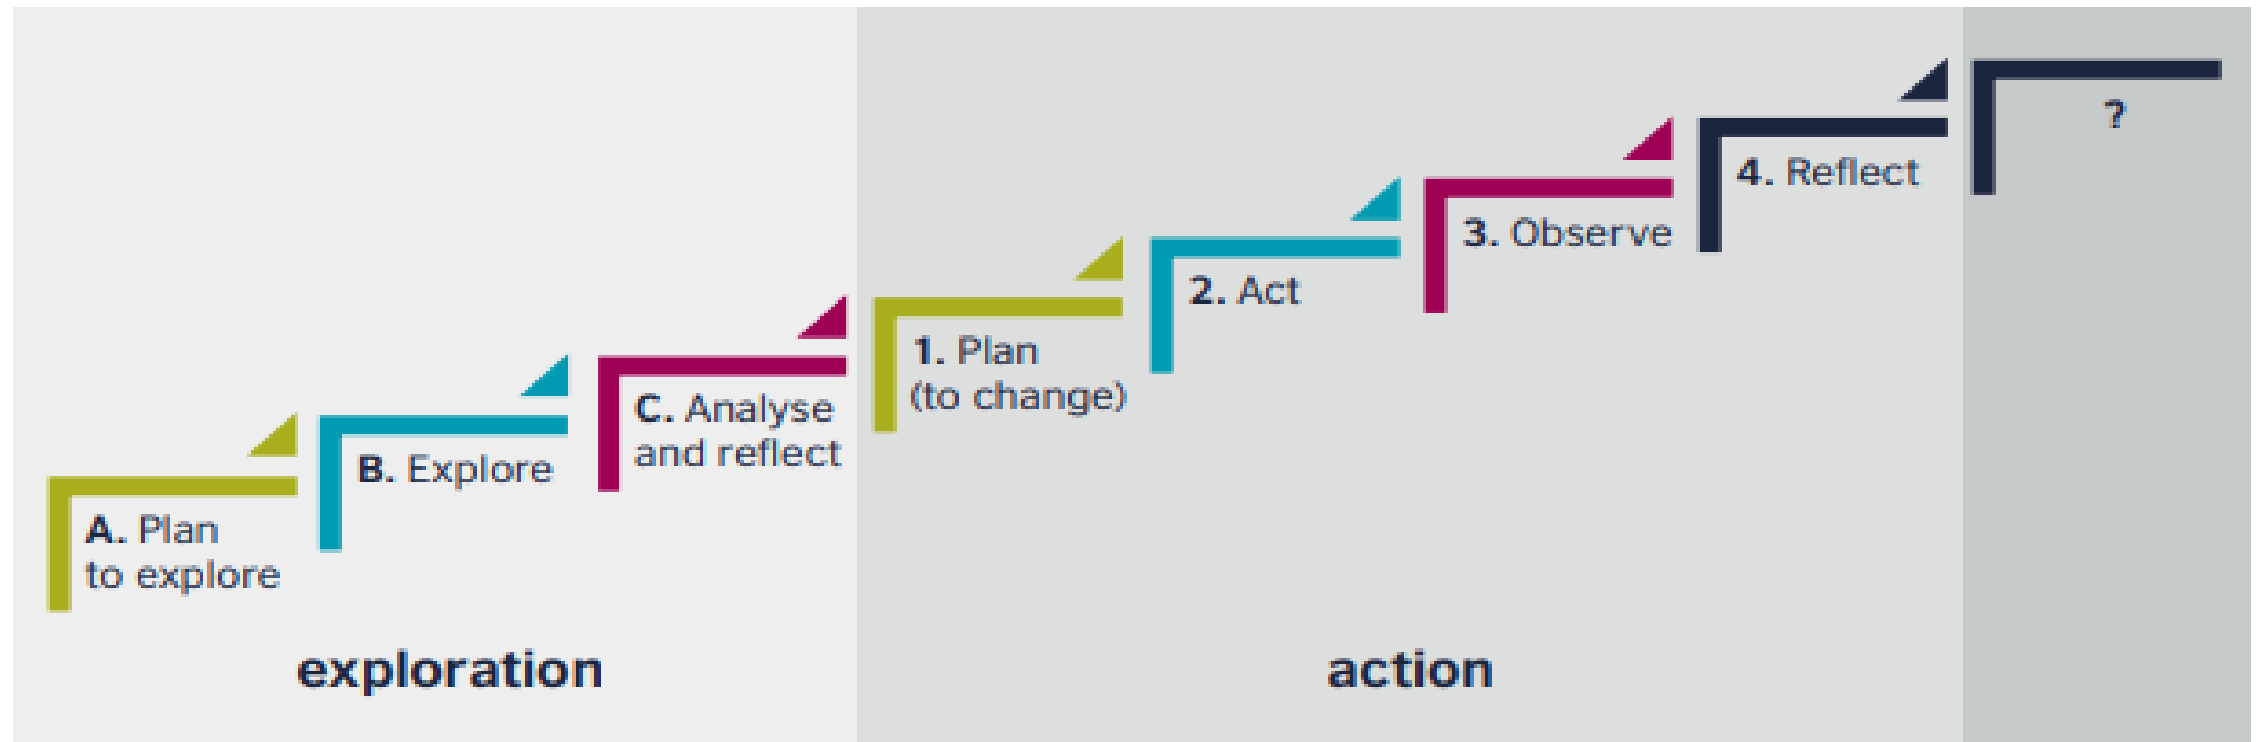 A. Plan
to explore
B. Explore
C. Analyse
and reflect
exploration
1. Plan
(to change)
2. Act
3. Observe
4. Reflect
action
?